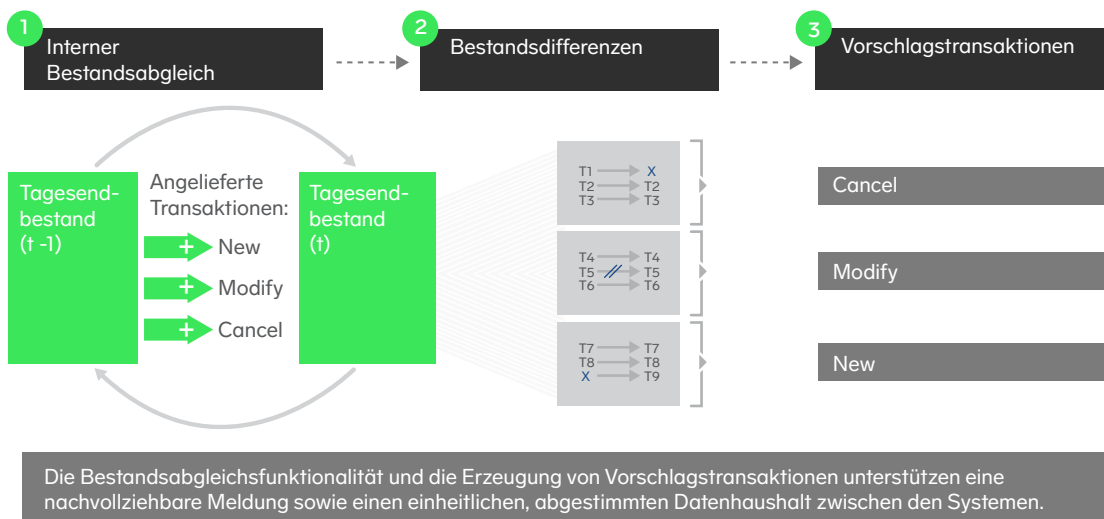 1
Interner
Bestandsabgleich
2
Bestandsdifferenzen
3
Vorschlagstransaktionen
Tagesend-
bestand
(t -1)
Angelieferte
Transaktionen:
+ New
+ Modify
+ Cancel
Tagesend-
bestand
(t)
T1 X
T2 T2
T3 T3
T4 T4
T5 T5
T6 T6
T7 T7
T8 T8
X T9
Cancel
Modify
New
Die Bestandsabgleichsfunktionalität und die Erzeugung von Vorschlagstransaktionen unterstützen eine
nachvollziehbare Meldung sowie einen einheitlichen, abgestimmten Datenhaushalt zwischen den Systemen.